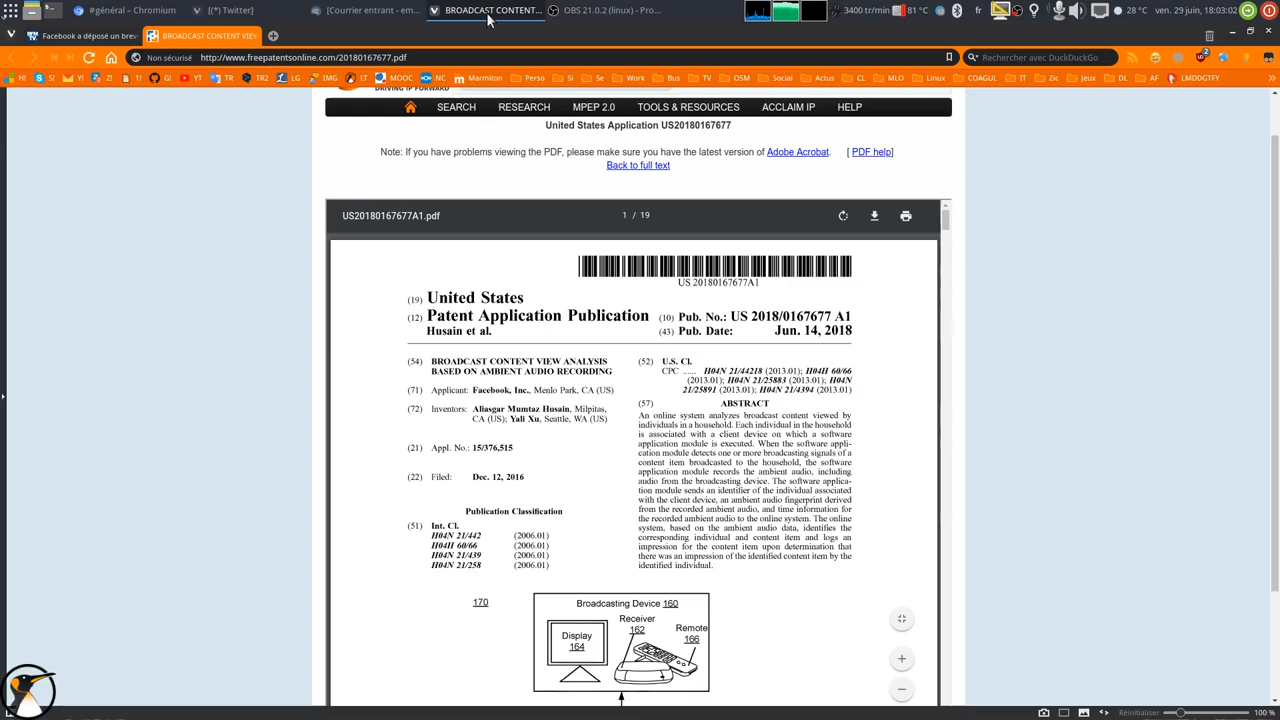 #général – Chromium
(*) Twitter
[Courrier entrant - em...
BROADCAST CONTENT...
OBS 21.0.2 (linux) - Pro...
3400 tr/min
81 °C
fr
28 °C
ven. 29 juin, 18:03:02
Facebook a déposé un brev
BROADCAST CONTENT VIEW
Non sécurisé
http://www.freepatentsonline.com/20180167677.pdf
Rechercher avec DuckDuckGo
H! S! Y! Z! 1! G! YT TR TR2 LG IMG LT MOOC NC Marmiton Perso Si Se Work Bus TV OSM Social Actus CL MLO Linux COAGUL IT Zic Jeux DL AF LMDDGTFY
DRIVING IP FORWARD
SEARCH RESEARCH MPEP 2.0 TOOLS & RESOURCES ACCLAIM IP HELP
United States Application US20180167677
Note: If you have problems viewing the PDF, please make sure you have the latest version of Adobe Acrobat. [ PDF help]
Back to full text
US20180167677A1.pdf
1 / 19
US 20180167677A1
(19) United States
(12) Patent Application Publication
Husain et al.
(10) Pub. No.: US 2018/0167677 A1
(43) Pub. Date: Jun. 14, 2018
(54) BROADCAST CONTENT VIEW ANALYSIS
BASED ON AMBIENT AUDIO RECORDING
(71) Applicant: Facebook, Inc., Menlo Park, CA (US)
(72) Inventors: Aliasgar Mumtaz Husain, Milpitas,
CA (US); Yali Xu, Seattle, WA (US)
(21) Appl. No.: 15/376,515
(22) Filed: Dec. 12, 2016
Publication Classification
(51) Int. Cl.
H04N 21/442 (2006.01)
H04H 60/66 (2006.01)
H04N 21/439 (2006.01)
H04N 21/258 (2006.01)
(52) U.S. Cl.
CPC ...... H04N 21/44218 (2013.01); H04H 60/66
(2013.01); H04N 21/25883 (2013.01); H04N
21/25891 (2013.01); H04N 21/4394 (2013.01)
(57) ABSTRACT
An online system analyzes broadcast content viewed by
individuals in a household. Each individual in the household
is associated with a client device on which a software
application module is executed. When the software appli-
cation module detects one or more broadcasting signals of a
content item broadcasted to the household, the software
application module records the ambient audio, including
audio from the broadcasting device. The software applica-
tion module sends an identifier of the individual associated
with the client device, an ambient audio fingerprint derived
from the recorded ambient audio, and time information for
the recorded ambient audio to the online system. The online
system, based on the ambient audio data, identifies the
corresponding individual and content item and logs an
impression for the content item upon determination that
there was an impression of the identified content item by the
identified individual.
170
Broadcasting Device 160
Receiver
162
Display
164
Remote
166
Réinitialiser
100 %